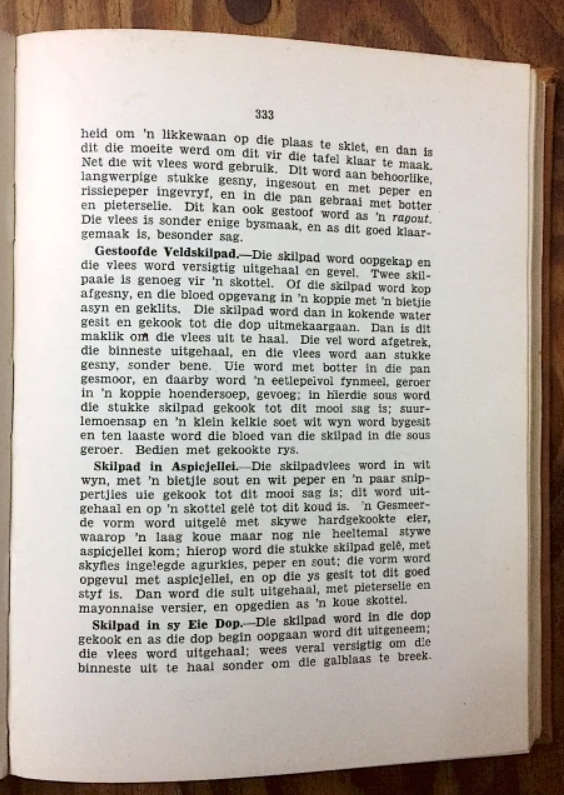 333
heid om 'n likkewaan op die plaas te skiet, en dan is
dit die moeite werd om dit vir die tafel klaar te maak.
Net die wit vlees word gebruik. Dit word aan behoorlike,
langwerpige stukke gesny, ingesout en met peper en
rissiepeper ingevryf, en in die pan gebraai met botter
en pieterselie. Dit kan ook gestoof word as 'n ragout.
Die vlees is sonder enige bysmaak, en as dit goed klaar-
gemaak is, besonder sag.
Gestoofde Veldskilpad.—Die skilpad word oopgekap en
die vlees word versigtig uitgehaal en gevel. Twee skil-
paaie is genoeg vir 'n skottel. Of die skilpad word kop
afgesny, en die bloed opgevang in 'n koppie met 'n bietjie
asyn en geklits. Die skilpad word dan in kokende water
gesit en gekook tot die dop uitmekaargaan. Dan is dit
maklik om die vlees uit te haal. Die vel word afgetrek,
die binneste uitgehaal, en die vlees word aan stukke
gesny, sonder bene. Uie word met botter in die pan
gesmoor, en daarby word 'n eetlepelvol fynmeel, geroer
in 'n koppie hoendersoep, gevoeg; in hierdie sous word
die stukke skilpad gekook tot dit mooi sag is; suur-
lemoensap en 'n klein kelkie soet wit wyn word bygesit
en ten laaste word die bloed van die skilpad in die sous
geroer. Bedien met gekookte rys.
Skilpad in Aspicjellei.—Die skilpadvlees word in wit
wyn, met 'n bietjie sout en wit peper en 'n paar snip-
pertjies uie gekook tot dit mooi sag is; dit word uit-
gehaal en op 'n skottel gelê tot dit koud is. 'n Gesmeer-
de vorm word uitgelê met skywe hardgekookte eier,
waarop 'n laag koue maar nog nie heeltemal stywe
aspicjellei kom; hierop word die stukke skilpad gelê, met
skyfies ingelegde agurkies, peper en sout; die vorm word
opgevul met aspicjellei, en op die ys gesit tot dit goed
styf is. Dan word die sult uitgehaal, met pieterselie en
mayonnaise versier, en opgedien as 'n koue skottel.
Skilpad in sy Eie Dop.—Die skilpad word in die dop
gekook en as die dop begin oopgaan word dit uitgeneem;
die vlees word uitgehaal; wees veral versigtig om die
binneste uit te haal sonder om die galblaas te breek.